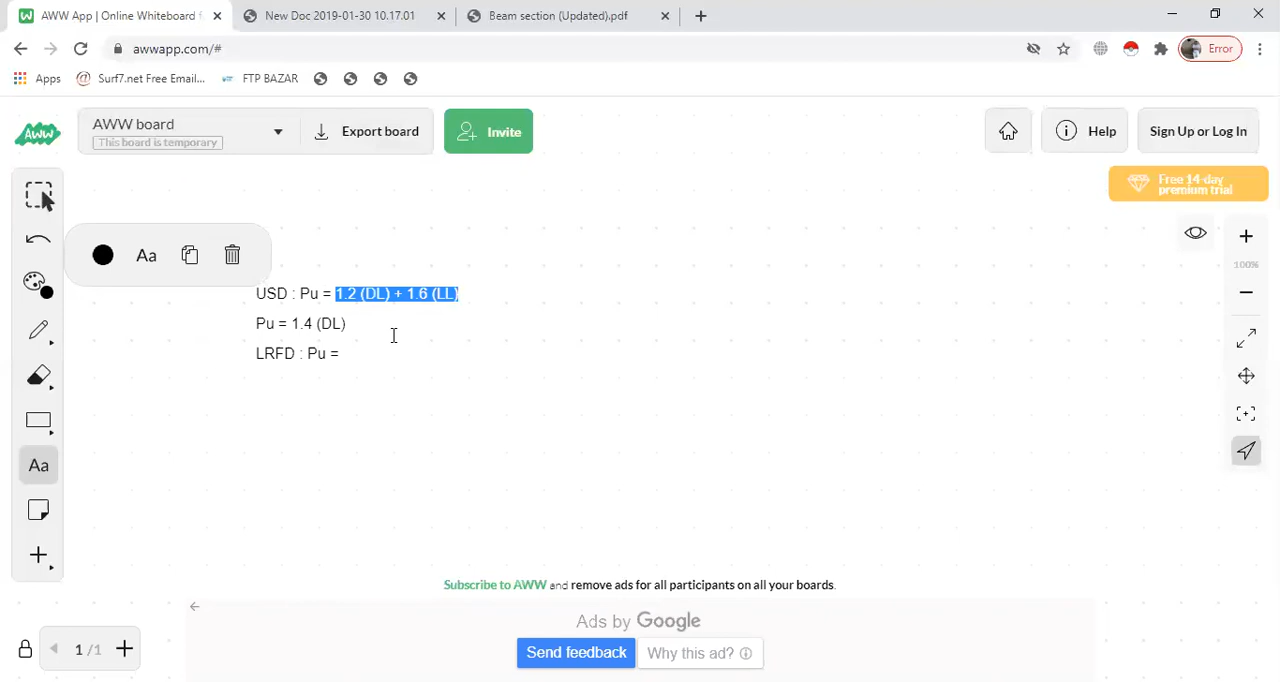 AWW App | Online Whiteboard f
New Doc 2019-01-30 10.17.01
Beam section (Updated).pdf
awwapp.com/#
Error
Apps
Surf7.net Free Email...
FTP BAZAR
AWW
AWW board
This board is temporary
Export board
Invite
Help
Sign Up or Log In
Free 14-day
premium trial
Aa
100%
USD : Pu = 1.2 (DL) + 1.6 (LL)
Pu = 1.4 (DL)
LRFD : Pu =
Aa
Subscribe to AWW and remove ads for all participants on all your boards.
Ads by Google
Send feedback
Why this ad?
1 /1